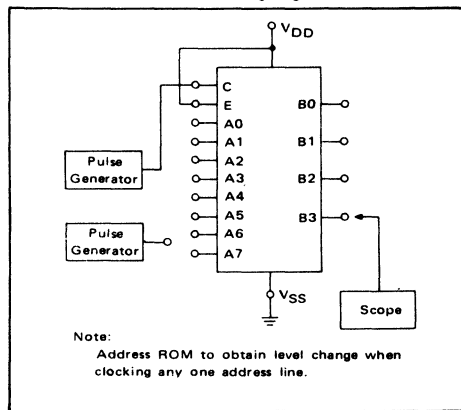 VDD
C
E
A0
A1
A2
A3
A4
A5
A6
A7
B0
B1
B2
B3
Pulse
Generator
Pulse
Generator
VSS
Scope
Note:
Address ROM to obtain level change when
clocking any one address line.